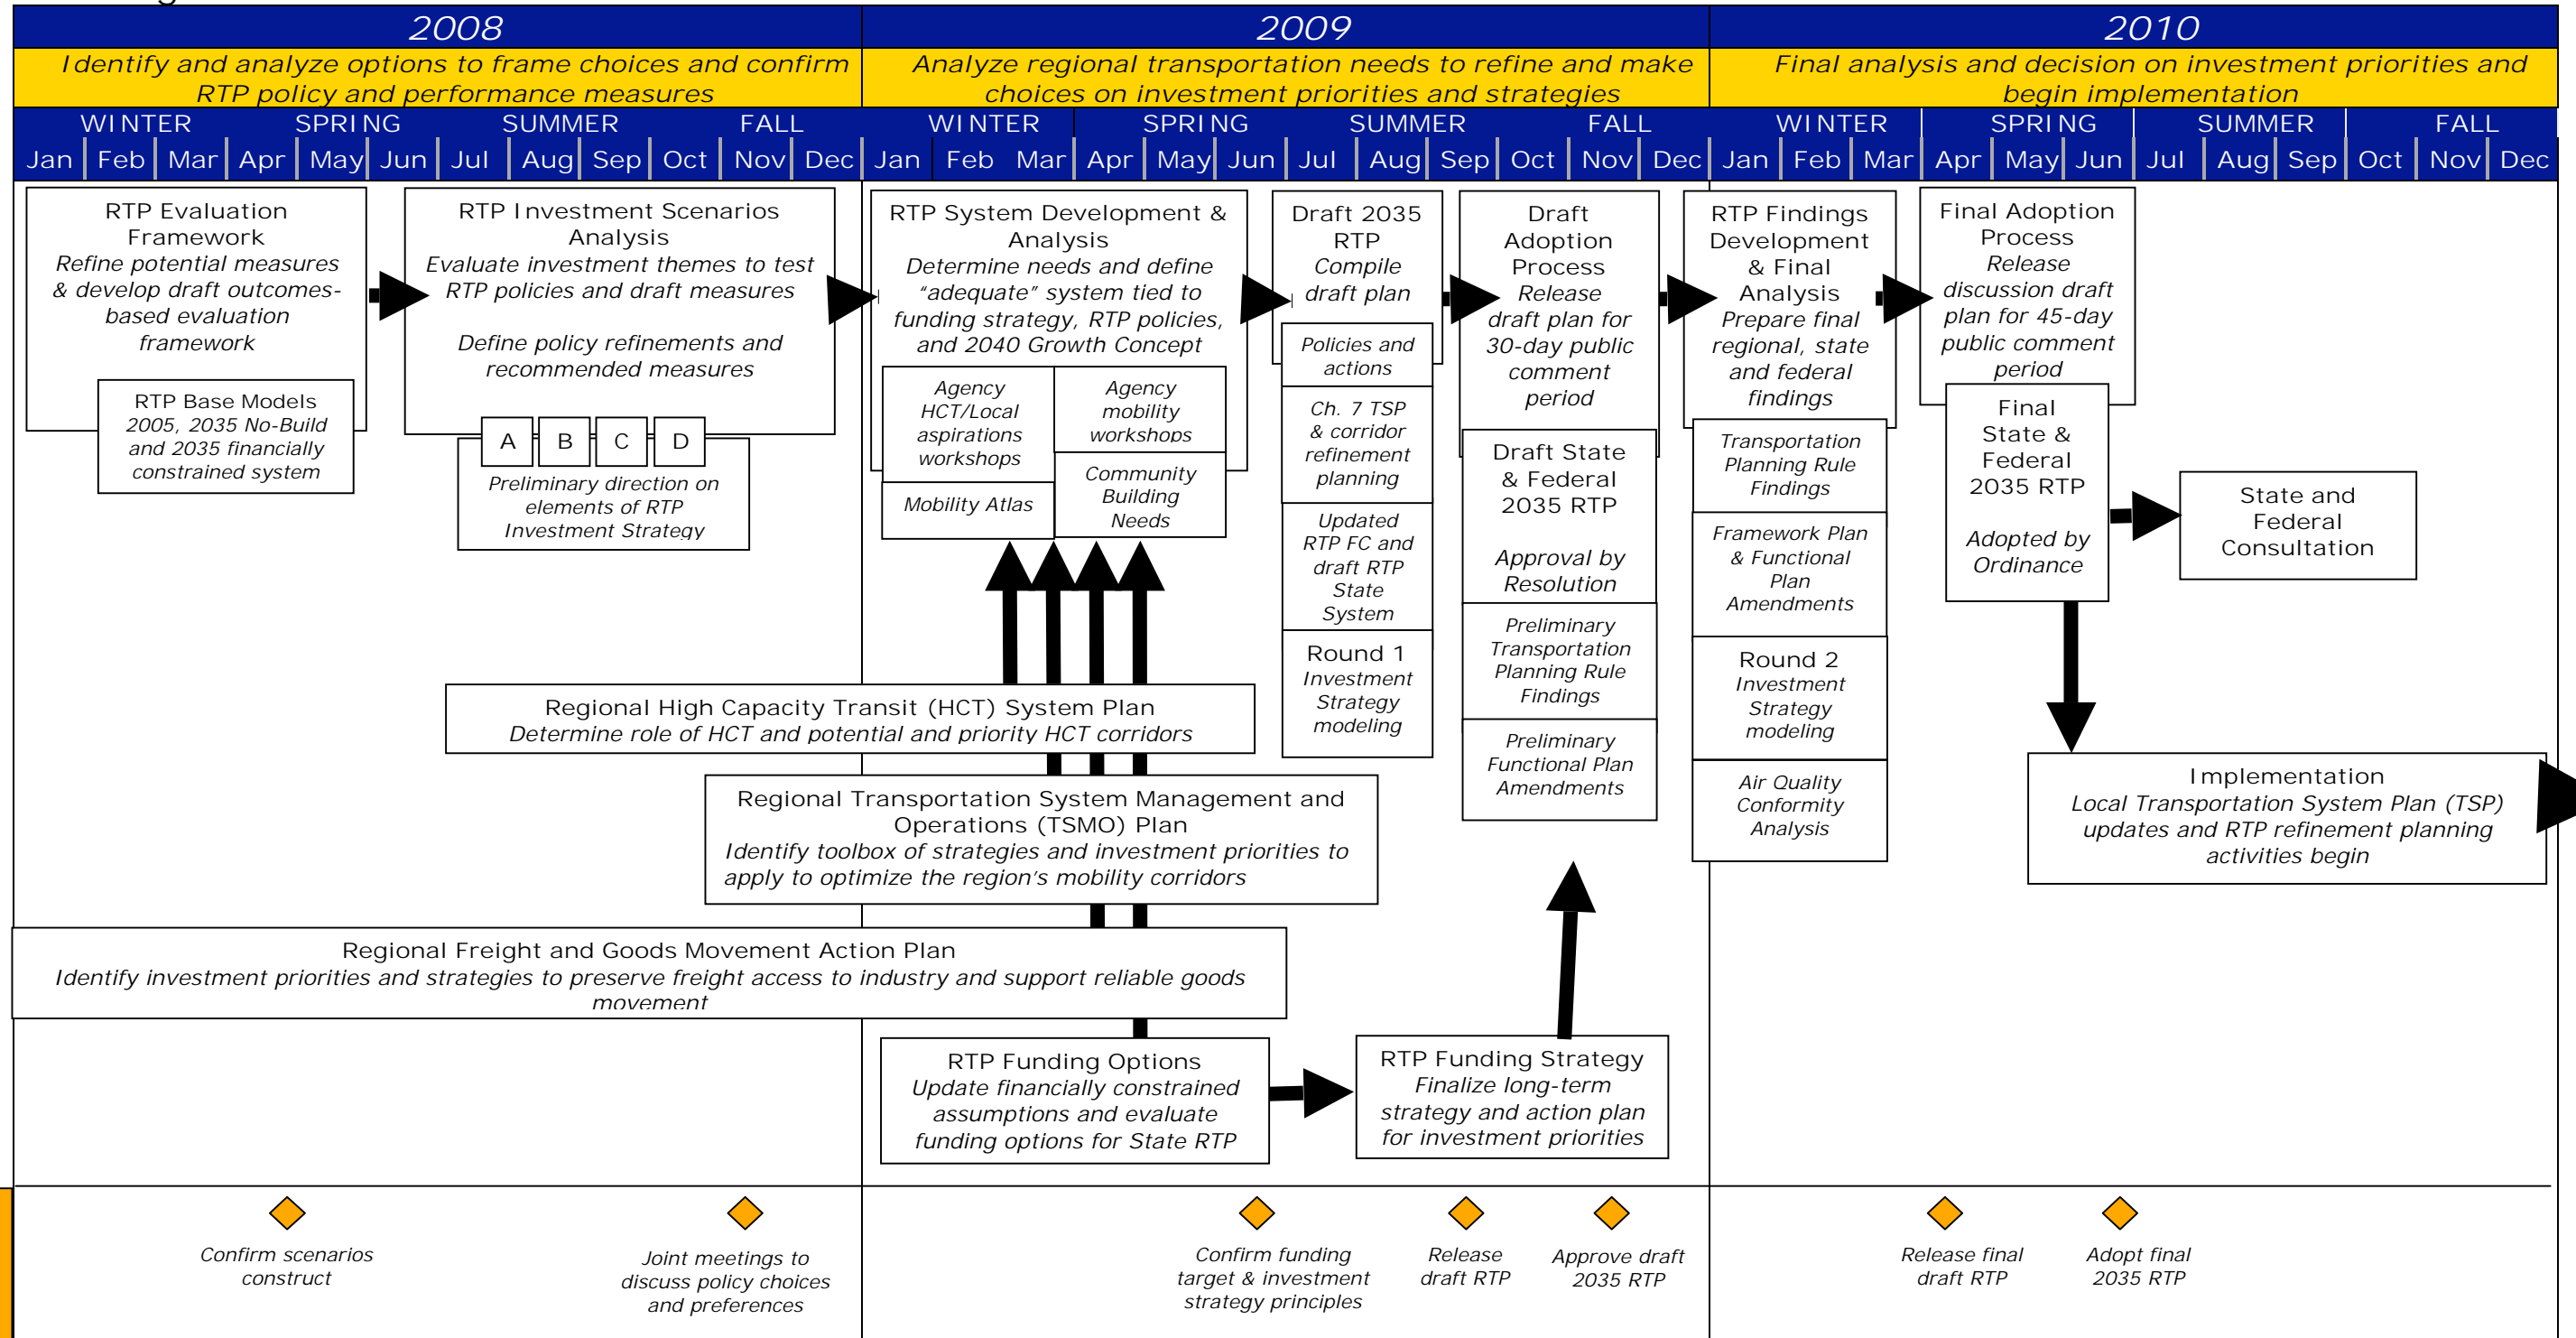 2008
2009
2010
Identify and analyze options to frame choices and confirm
RTP policy and performance measures
Analyze regional transportation needs to refine and make
choices on investment priorities and strategies
Final analysis and decision on investment priorities and
begin implementation
WINTER SPRING SUMMER FALL
WINTER SPRING SUMMER FALL
WINTER SPRING SUMMER FALL
Jan Feb Mar Apr May Jun Jul Aug Sep Oct Nov Dec
Jan Feb Mar Apr May Jun Jul Aug Sep Oct Nov Dec
Jan Feb Mar Apr May Jun Jul Aug Sep Oct Nov Dec
RTP Evaluation
Framework
Refine potential measures
& develop draft outcomes-
based evaluation
framework
RTP Base Models
2005, 2035 No-Build
and 2035 financially
constrained system
RTP Investment Scenarios
Analysis
Evaluate investment themes to test
RTP policies and draft measures
Define policy refinements and
recommended measures
A B C D
Preliminary direction on
elements of RTP
Investment Strategy
RTP System Development &
Analysis
Determine needs and define
“adequate” system tied to
funding strategy, RTP policies,
and 2040 Growth Concept
Agency
HCT/Local
aspirations
workshops
Mobility Atlas
Agency
mobility
workshops
Community
Building
Needs
Draft 2035
RTP
Compile
draft plan
Policies and
actions
Ch. 7 TSP
& corridor
refinement
planning
Updated
RTP FC and
draft RTP
State
System
Round 1
Investment
Strategy
modeling
Draft
Adoption
Process
Release
draft plan for
30-day public
comment
period
Draft State
& Federal
2035 RTP
Approval by
Resolution
Preliminary
Transportation
Planning Rule
Findings
Preliminary
Functional Plan
Amendments
RTP Findings
Development
& Final
Analysis
Prepare final
regional, state
and federal
findings
Transportation
Planning Rule
Findings
Framework Plan
& Functional
Plan
Amendments
Round 2
Investment
Strategy
modeling
Air Quality
Conformity
Analysis
Final Adoption
Process
Release
discussion draft
plan for 45-day
public comment
period
Final
State &
Federal
2035 RTP
Adopted by
Ordinance
State and
Federal
Consultation
Implementation
Local Transportation System Plan (TSP)
updates and RTP refinement planning
activities begin
Regional High Capacity Transit (HCT) System Plan
Determine role of HCT and potential and priority HCT corridors
Regional Transportation System Management and
Operations (TSMO) Plan
Identify toolbox of strategies and investment priorities to
apply to optimize the region’s mobility corridors
Regional Freight and Goods Movement Action Plan
Identify investment priorities and strategies to preserve freight access to industry and support reliable goods
movement
RTP Funding Options
Update financially constrained
assumptions and evaluate
funding options for State RTP
RTP Funding Strategy
Finalize long-term
strategy and action plan
for investment priorities
Confirm scenarios
construct
Joint meetings to
discuss policy choices
and preferences
Confirm funding
target & investment
strategy principles
Release
draft RTP
Approve draft
2035 RTP
Release final
draft RTP
Adopt final
2035 RTP